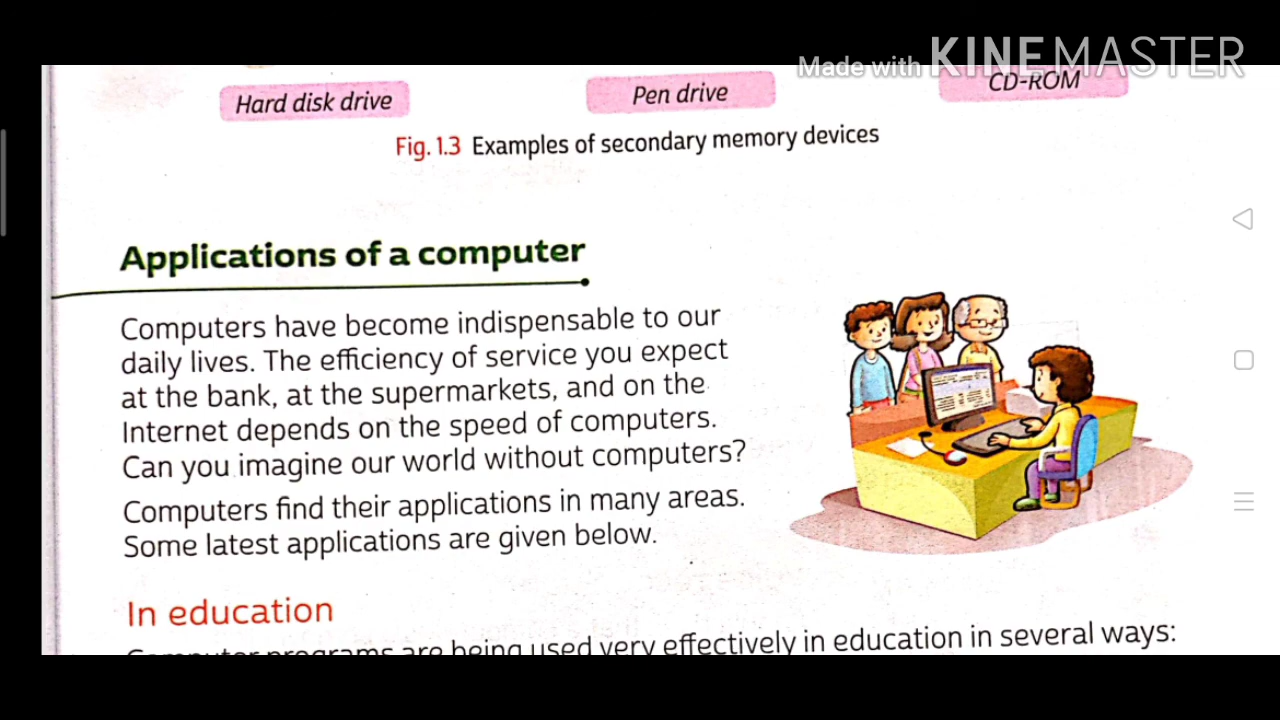 Made with KINEMASTER
Hard disk drive
Pen drive
CD-ROM
Fig. 1.3 Examples of secondary memory devices
Applications of a computer
Computers have become indispensable to our
daily lives. The efficiency of service you expect
at the bank, at the supermarkets, and on the
Internet depends on the speed of computers.
Can you imagine our world without computers?
Computers find their applications in many areas.
Some latest applications are given below.
In education
Computer programs are being used very effectively in education in several ways: